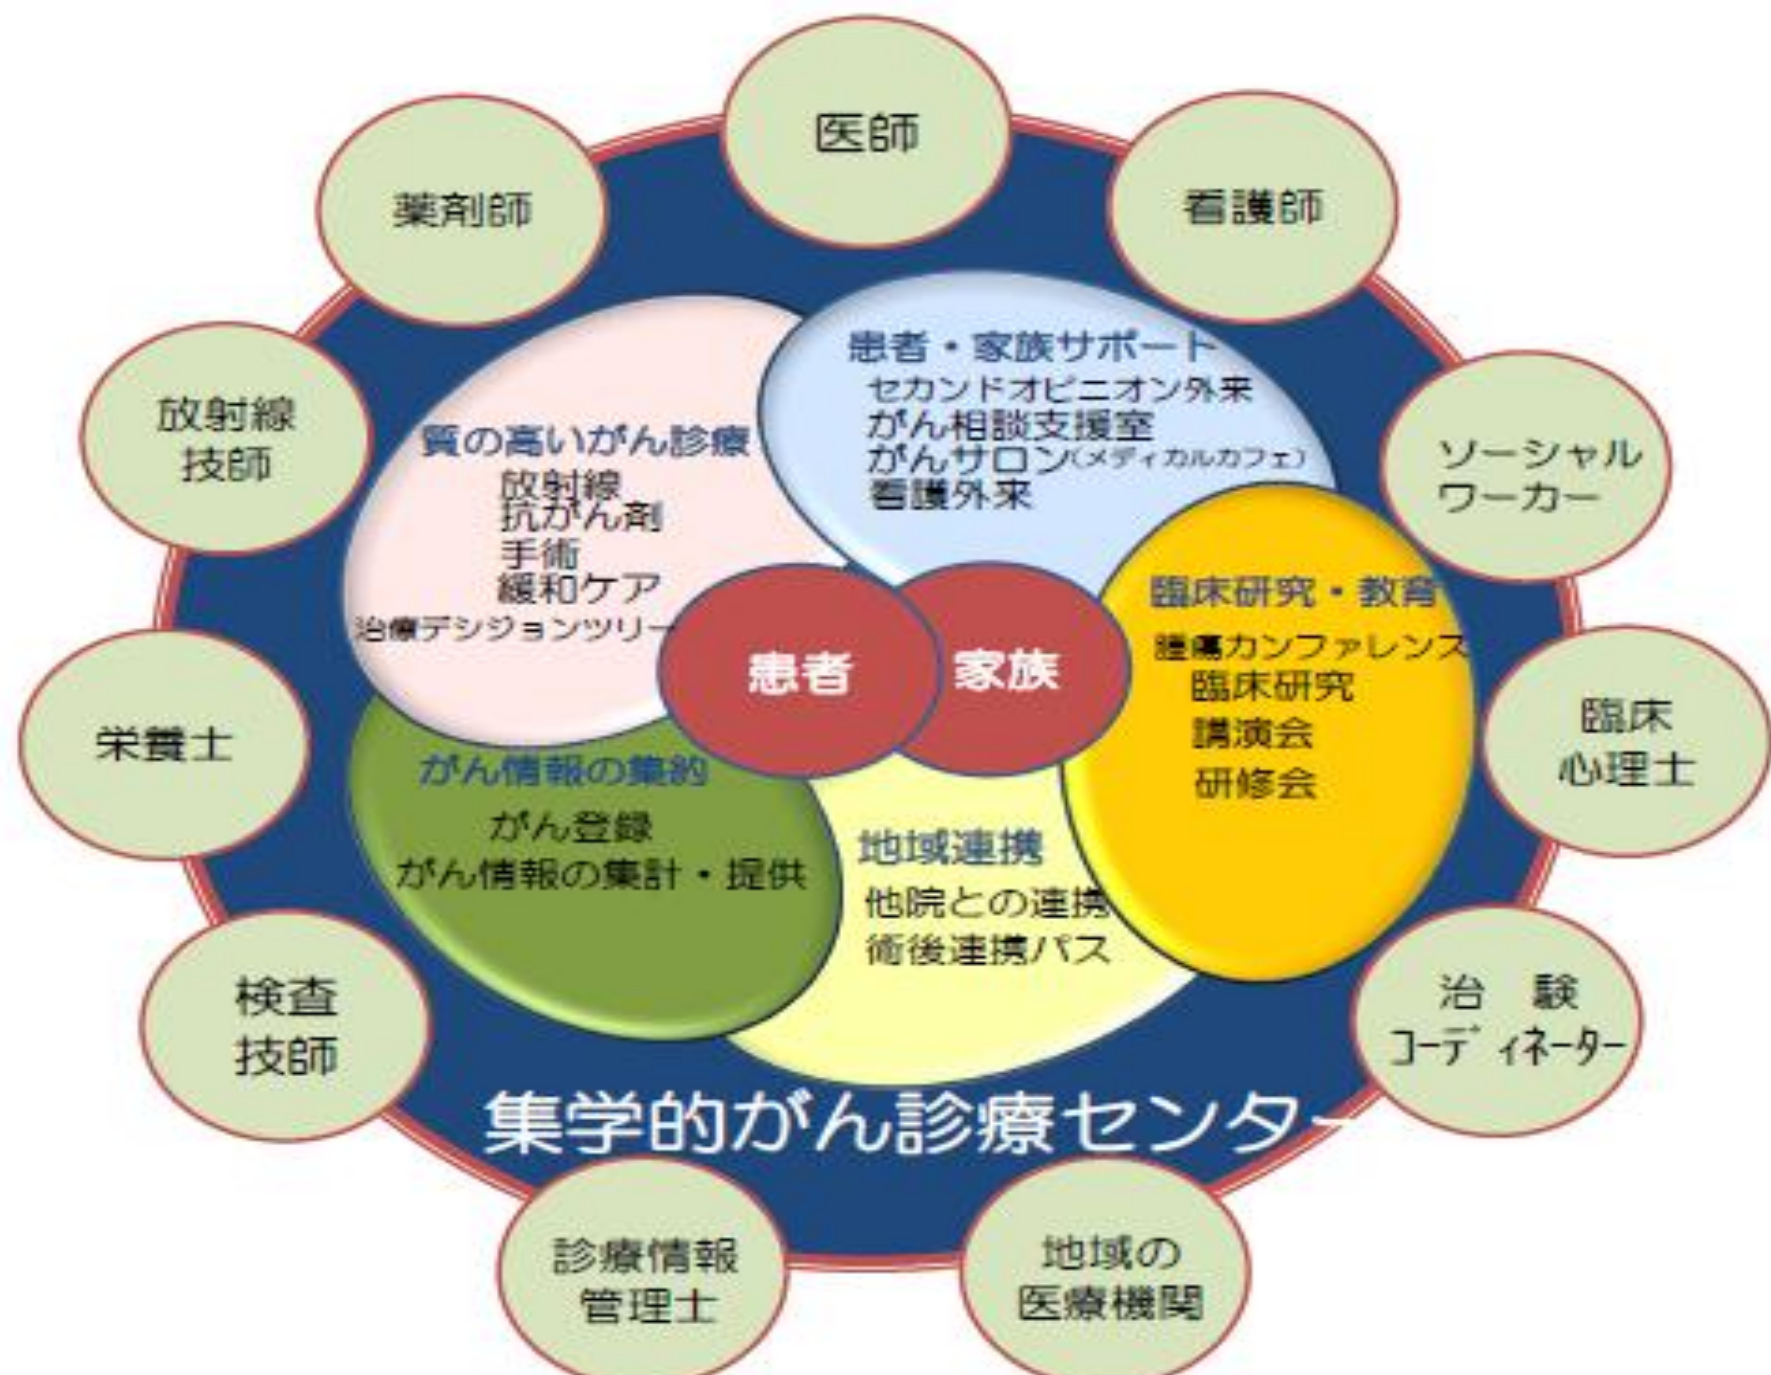 医師
薬剤師
看護師
放射線
技師
ソーシャル
ワーカー
栄養士
臨床
心理士
検査
技師
治 験
コーディネーター
診療情報
管理士
地域の
医療機関
患者・家族サポート
セカンドオピニオン外来
がん相談支援室
がんサロン(メディカルカフェ)
看護外来
質の高いがん診療
放射線
抗がん剤
手術
緩和ケア
治療デシジョンツリー
臨床研究・教育
腫瘍カンファレンス
臨床研究
講演会
研修会
患者
家族
がん情報の集約
がん登録
がん情報の集計・提供
地域連携
他院との連携
術後連携パス
集学的がん診療センター